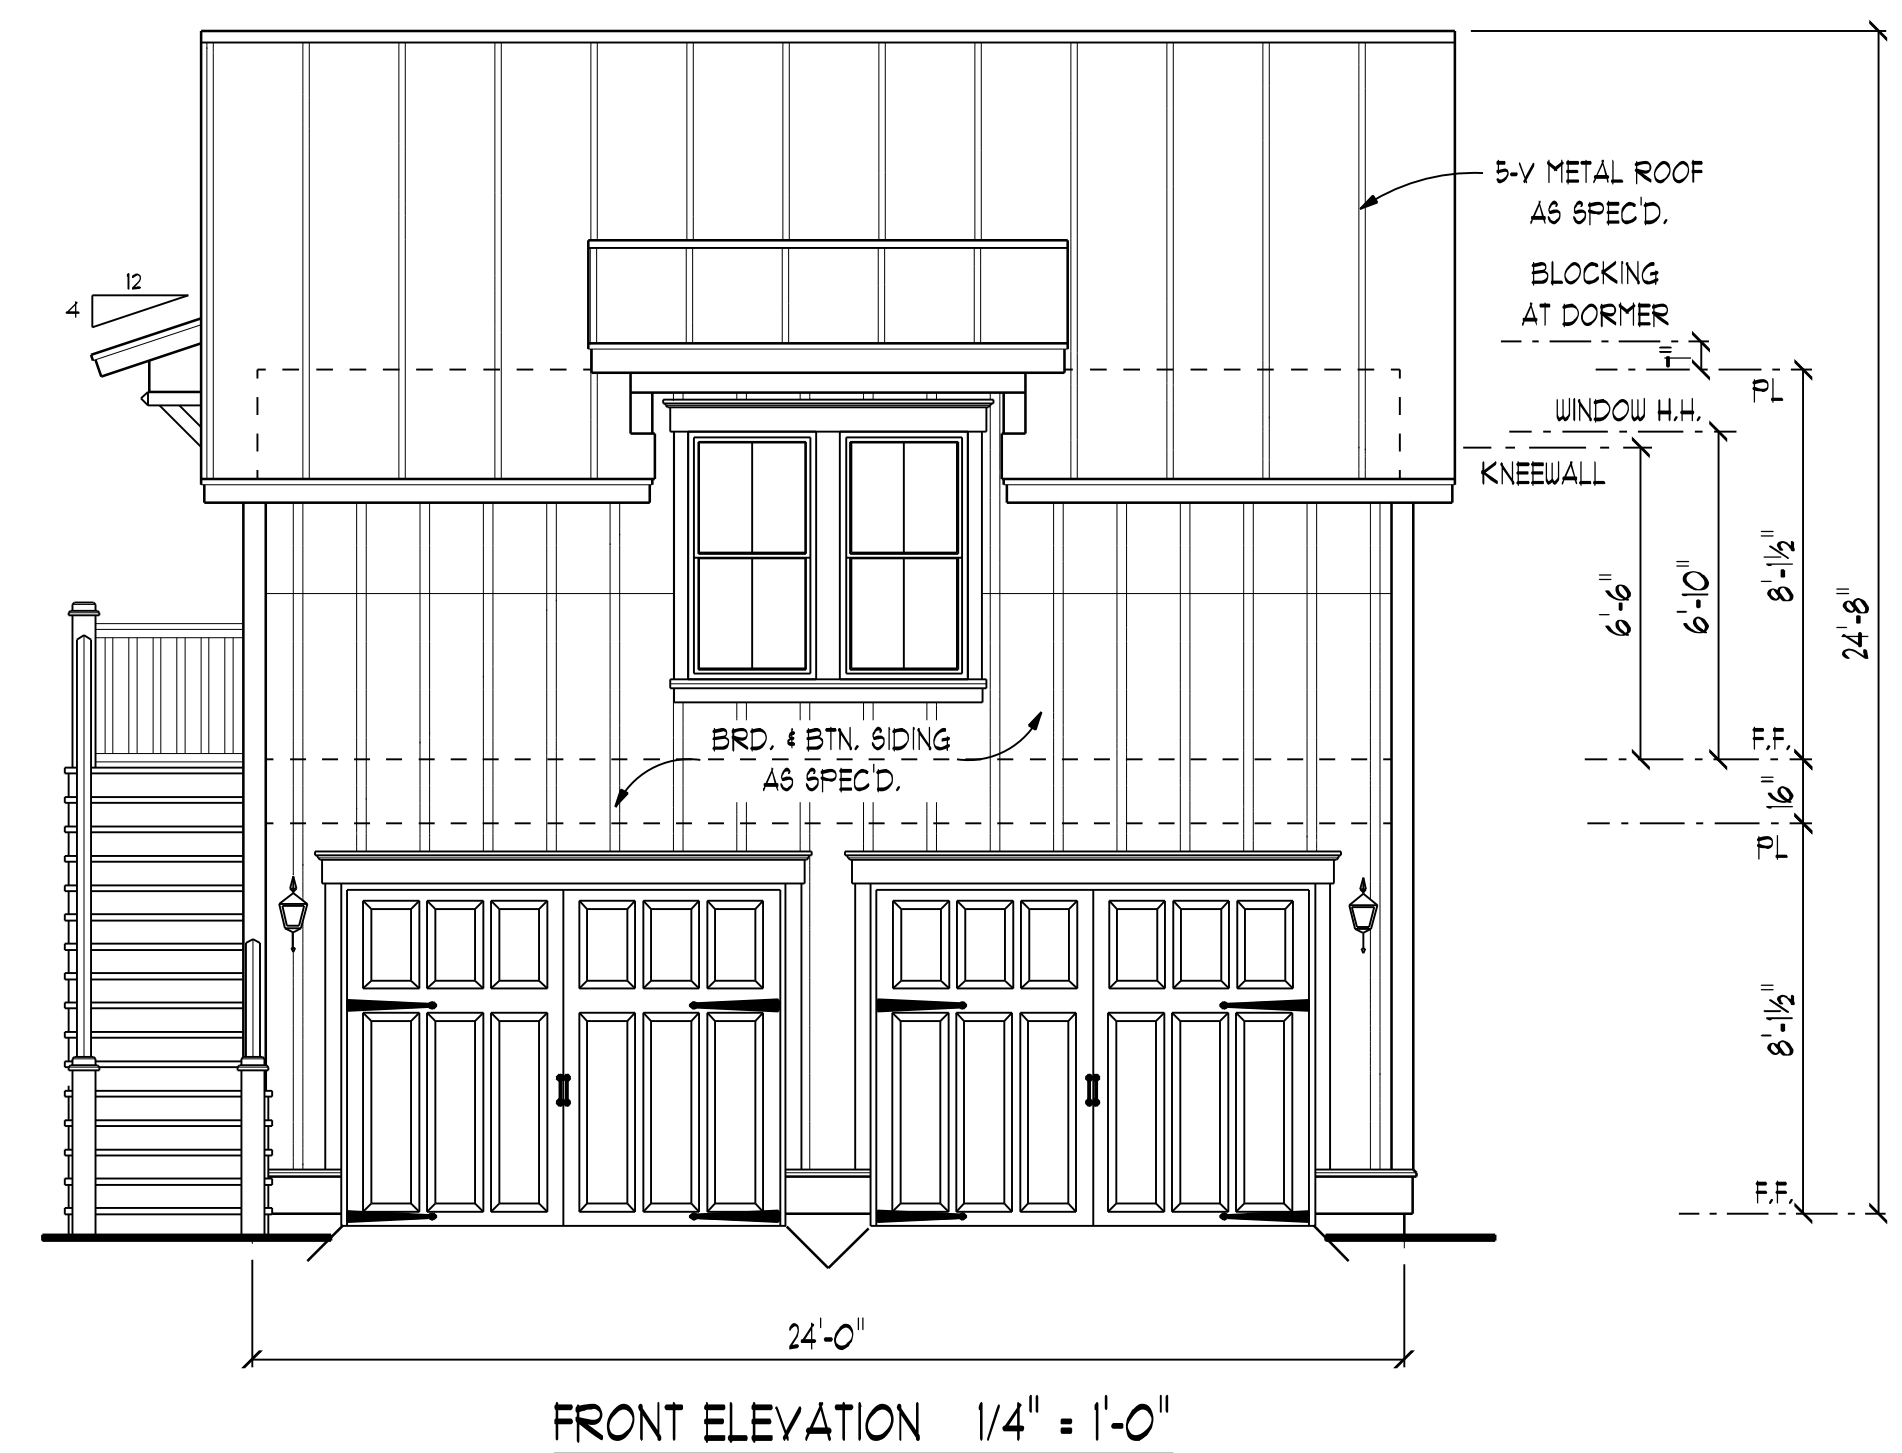 5-V METAL ROOF
AS SPEC'D.
12
4
BLOCKING
AT DORMER
PL
WINDOW H.H.
KNEEWALL
6'-6"
6'-10"
8'-1½"
24'-8"
BRD. & BTN. SIDING
AS SPEC'D.
F.F.
16"
PL
8'-1½"
F.F.
24'-0"
FRONT ELEVATION 1/4" = 1'-0"